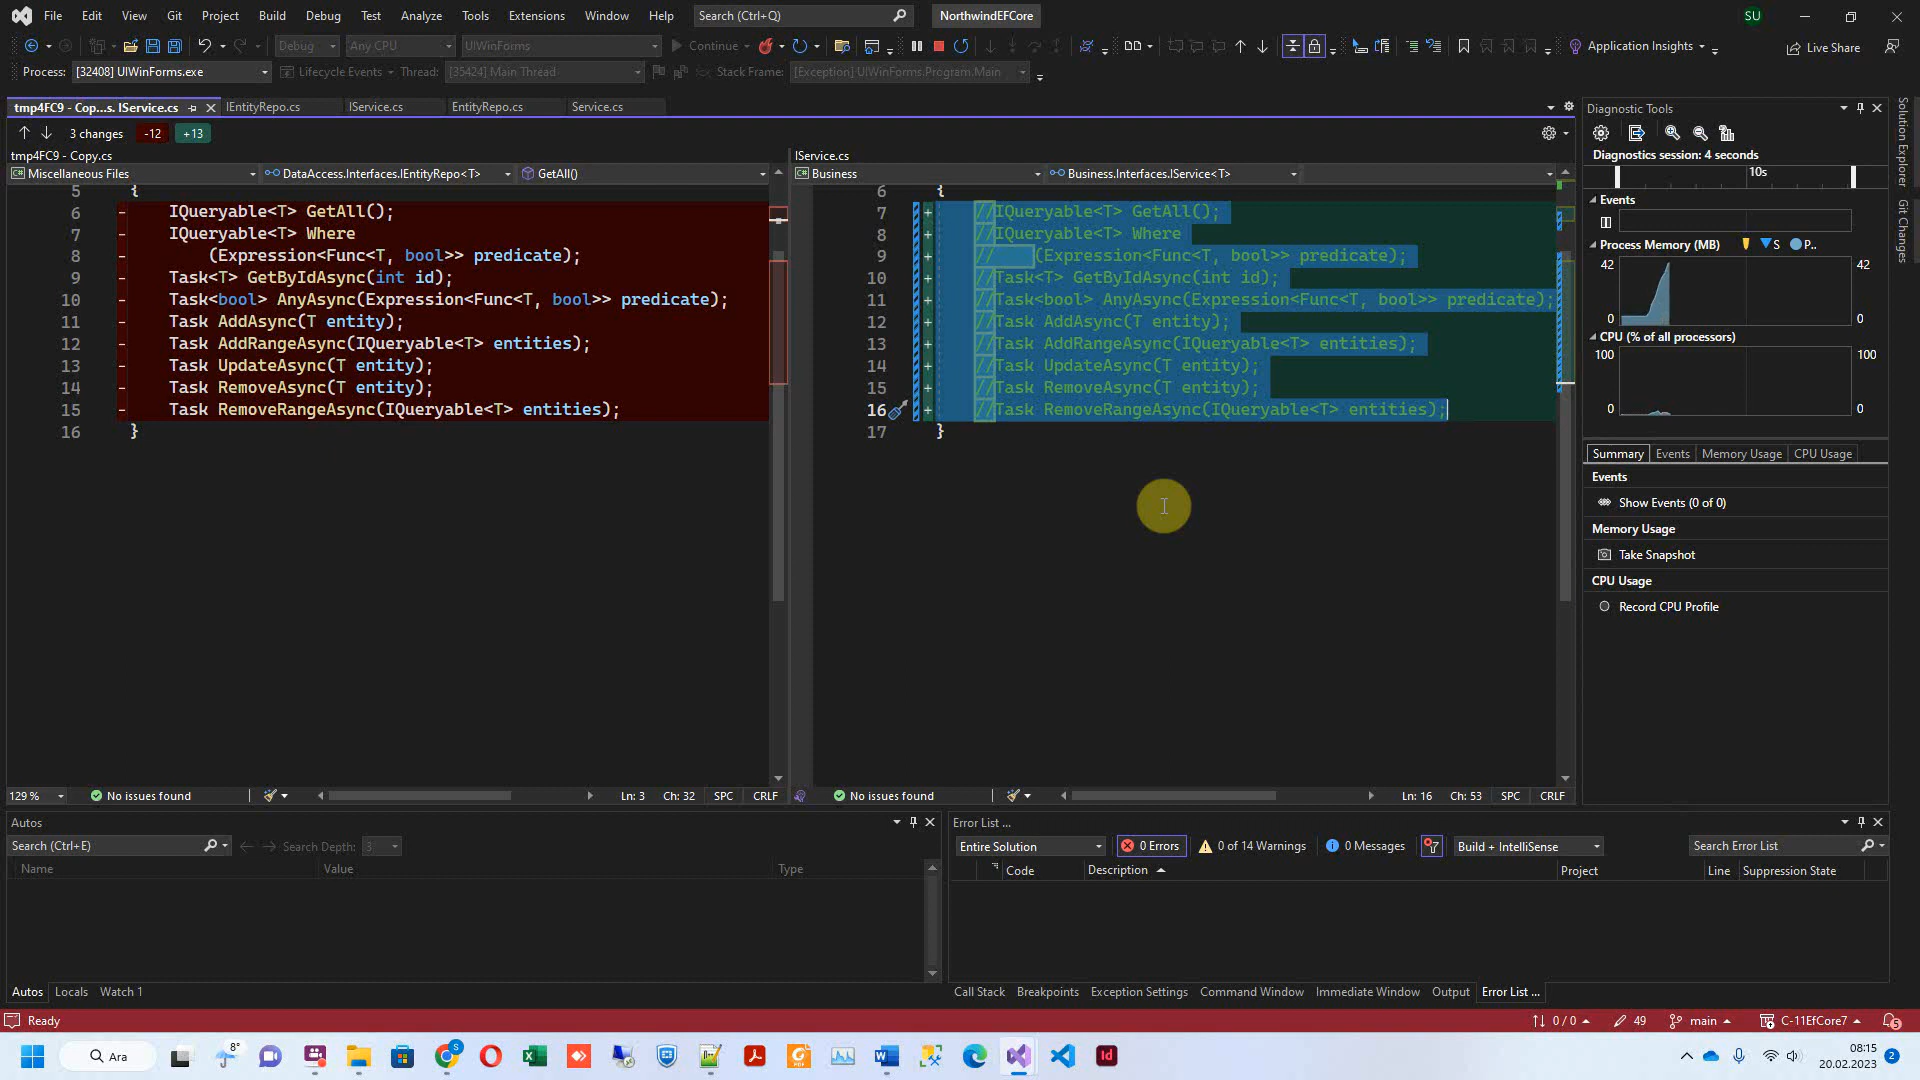 File Edit View Git Project Build Debug Test Analyze Tools Extensions Window Help Search (Ctrl+Q) NorthwindEFCore SU
Debug Any CPU UIWinForms Continue Application Insights Live Share
Process: [32408] UIWinForms.exe Lifecycle Events Thread: [35424] Main Thread Stack Frame: [Exception] UIWinForms.Program.Main
tmp4FC9 - Cop...s. IService.cs IEntityRepo.cs IService.cs EntityRepo.cs Service.cs
3 changes -12 +13
tmp4FC9 - Copy.cs
Miscellaneous Files DataAccess.Interfaces.IEntityRepo<T> GetAll()
5 {
6 - IQueryable<T> GetAll();
7 - IQueryable<T> Where
8 - (Expression<Func<T, bool>> predicate);
9 - Task<T> GetByIdAsync(int id);
10 - Task<bool> AnyAsync(Expression<Func<T, bool>> predicate);
11 - Task AddAsync(T entity);
12 - Task AddRangeAsync(IQueryable<T> entities);
13 - Task UpdateAsync(T entity);
14 - Task RemoveAsync(T entity);
15 - Task RemoveRangeAsync(IQueryable<T> entities);
16 }
129 % No issues found Ln: 3 Ch: 32 SPC CRLF
IService.cs
Business Business.Interfaces.IService<T>
6 {
7 + //IQueryable<T> GetAll();
8 + //IQueryable<T> Where
9 + // (Expression<Func<T, bool>> predicate);
10 + //Task<T> GetByIdAsync(int id);
11 + //Task<bool> AnyAsync(Expression<Func<T, bool>> predicate);
12 + //Task AddAsync(T entity);
13 + //Task AddRangeAsync(IQueryable<T> entities);
14 + //Task UpdateAsync(T entity);
15 + //Task RemoveAsync(T entity);
16 + //Task RemoveRangeAsync(IQueryable<T> entities);
17 }
No issues found Ln: 16 Ch: 53 SPC CRLF
Diagnostic Tools
Diagnostics session: 4 seconds
10s
Events
Process Memory (MB) S P..
42 42
0 0
CPU (% of all processors)
100 100
0 0
Summary Events Memory Usage CPU Usage
Events
Show Events (0 of 0)
Memory Usage
Take Snapshot
CPU Usage
Record CPU Profile
Solution Explorer
Git Changes
Autos
Search (Ctrl+E) Search Depth: 3
Name Value Type
Autos Locals Watch 1
Error List ...
Entire Solution 0 Errors 0 of 14 Warnings 0 Messages Build + IntelliSense Search Error List
Code Description Project Line Suppression State
Call Stack Breakpoints Exception Settings Command Window Immediate Window Output Error List ...
Ready 0 / 0 49 main C-11EfCore7 5
Ara 8° S Id 08:15
20.02.2023 2